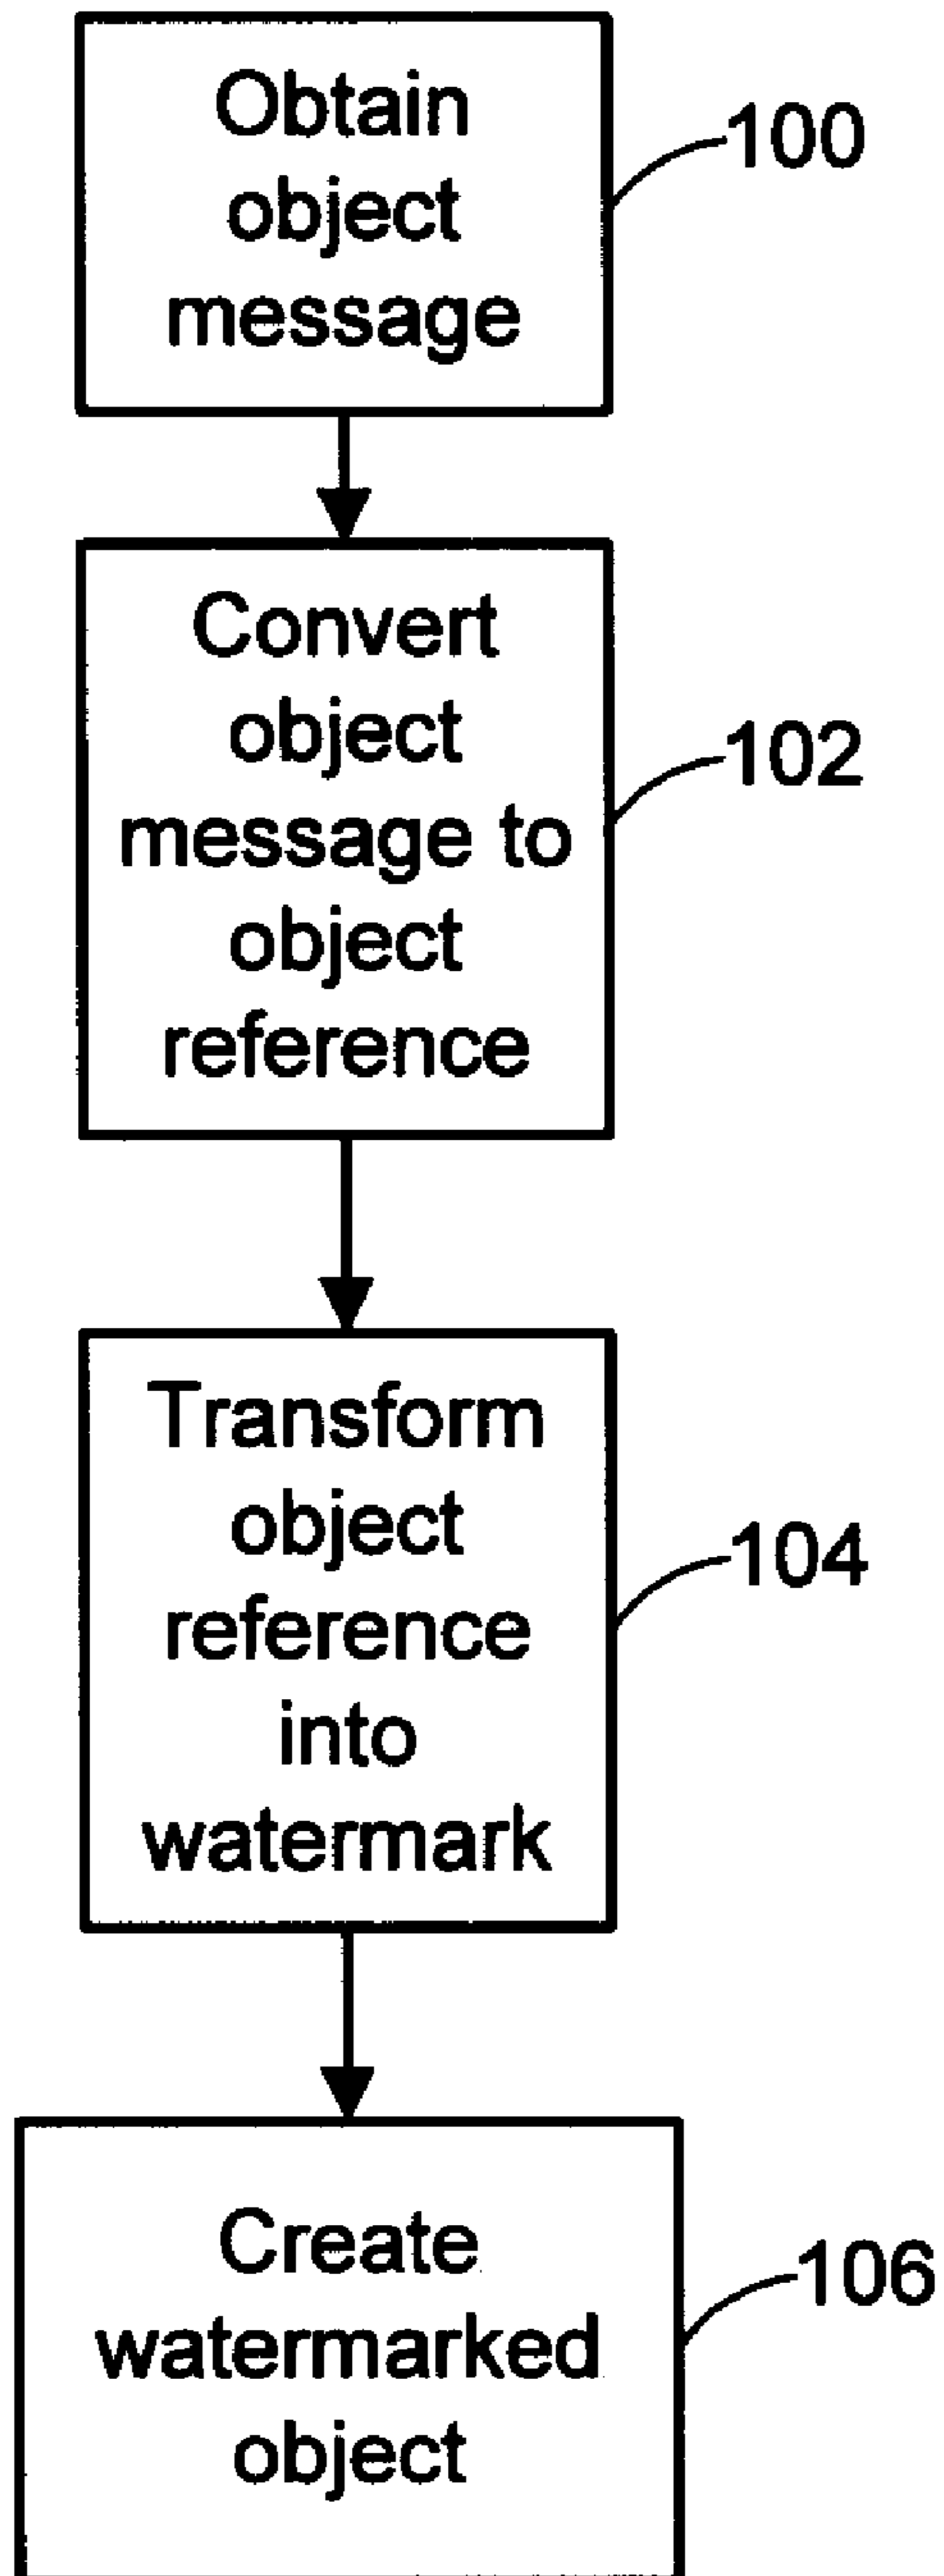 Obtain
object
message
100
Convert
object
message to
object
reference
102
Transform
object
reference
into
watermark
104
Create
watermarked
object
106